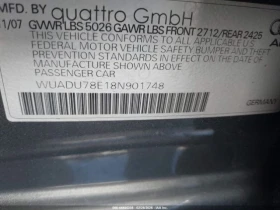 MFD. BY quattro GmbH
1/07 GVWR LBS 5026 GAWR LBS FRONT 2712/REAR 2425
THIS VEHICLE CONFORMS TO ALL APPLICABLE
FEDERAL MOTOR VEHICLE
SAFETY BUMPER AND THEFT PREVENTION
STANDARDS IN EFFECT ON THE DATE
OF MANUFACTURE SHOWN ABOVE
PASSENGER CAR
WUADU78E18N901748
GERMANY